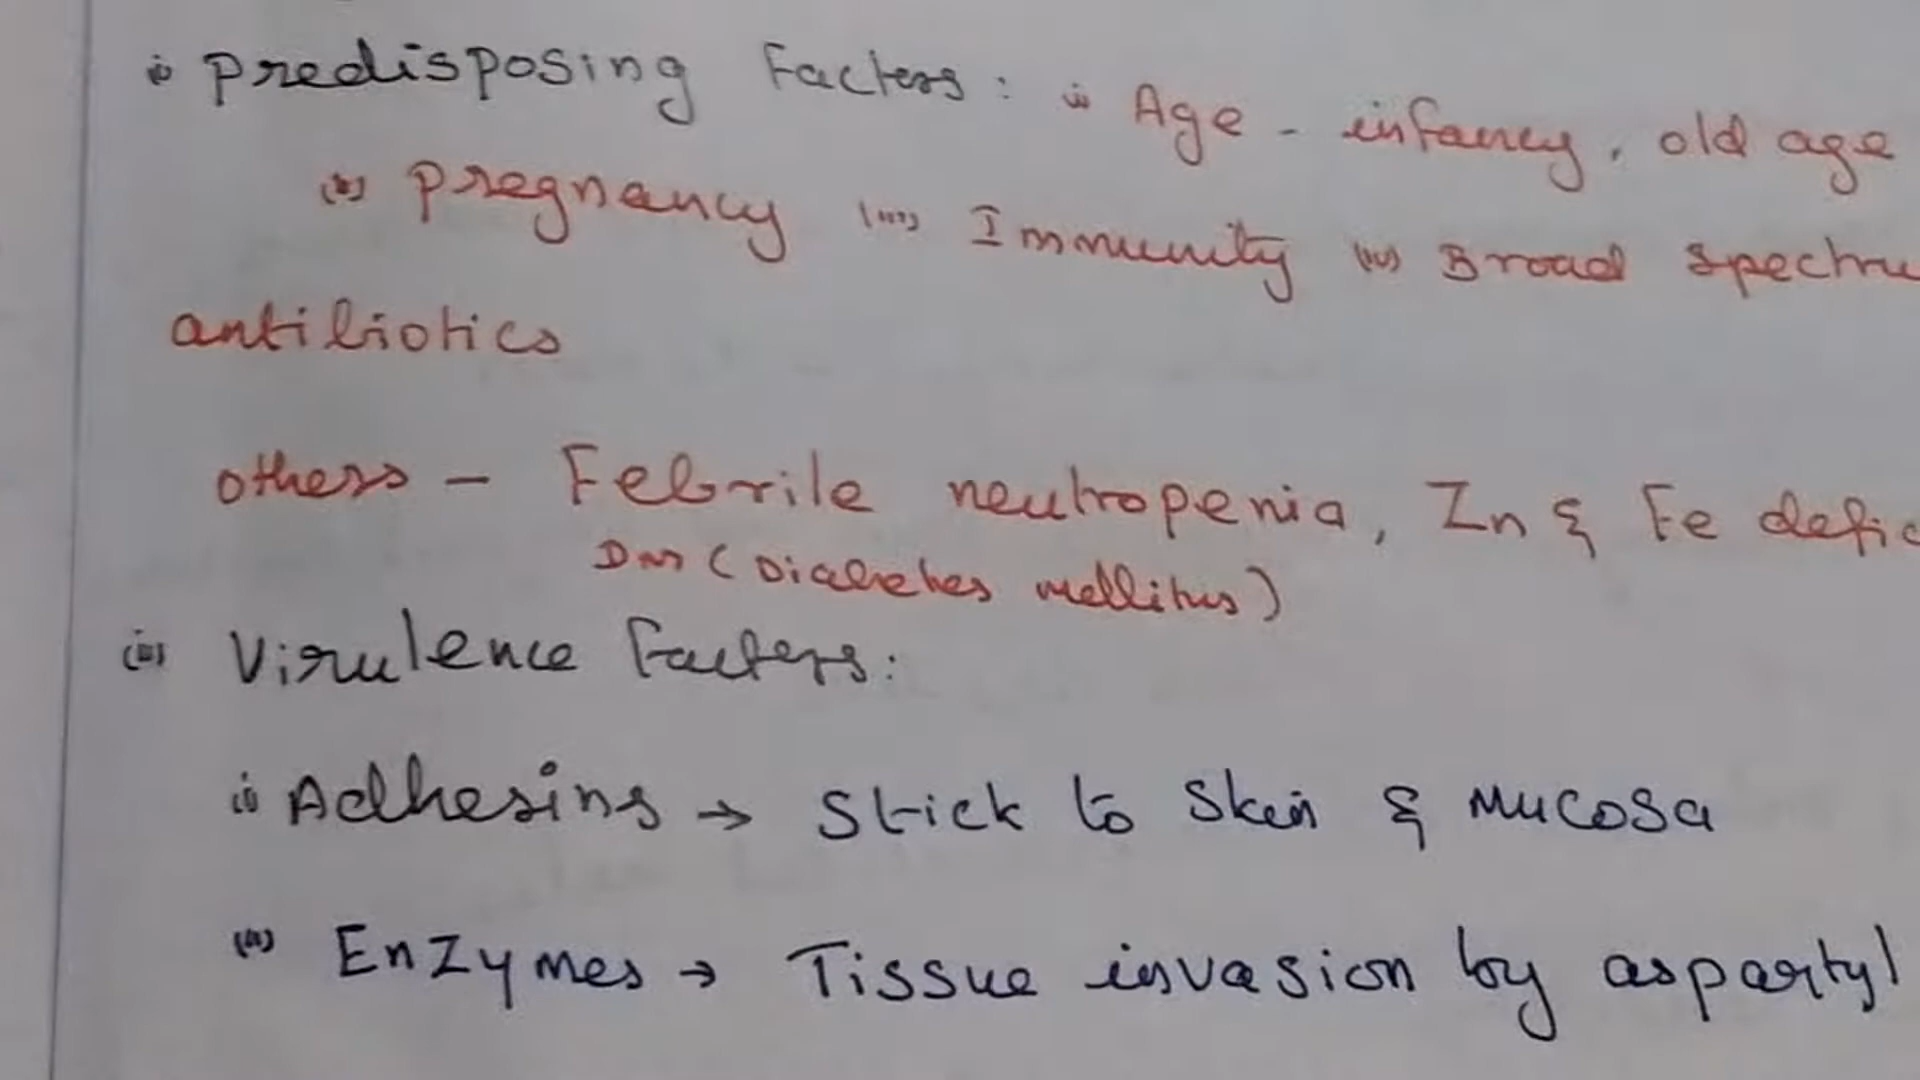 (i) Predisposing Factors : (i) Age - infancy, old age
(ii) Pregnancy (iii) Immunity (iv) Broad Spectru
antibiotics
others - Febrile neutropenia, Zn & Fe defic
DM (Diabetes mellitus)
(ii) Virulence Factors:
(i) Adhesins → Stick to Skin & Mucosa
(ii) Enzymes → Tissue invasion by aspartyl